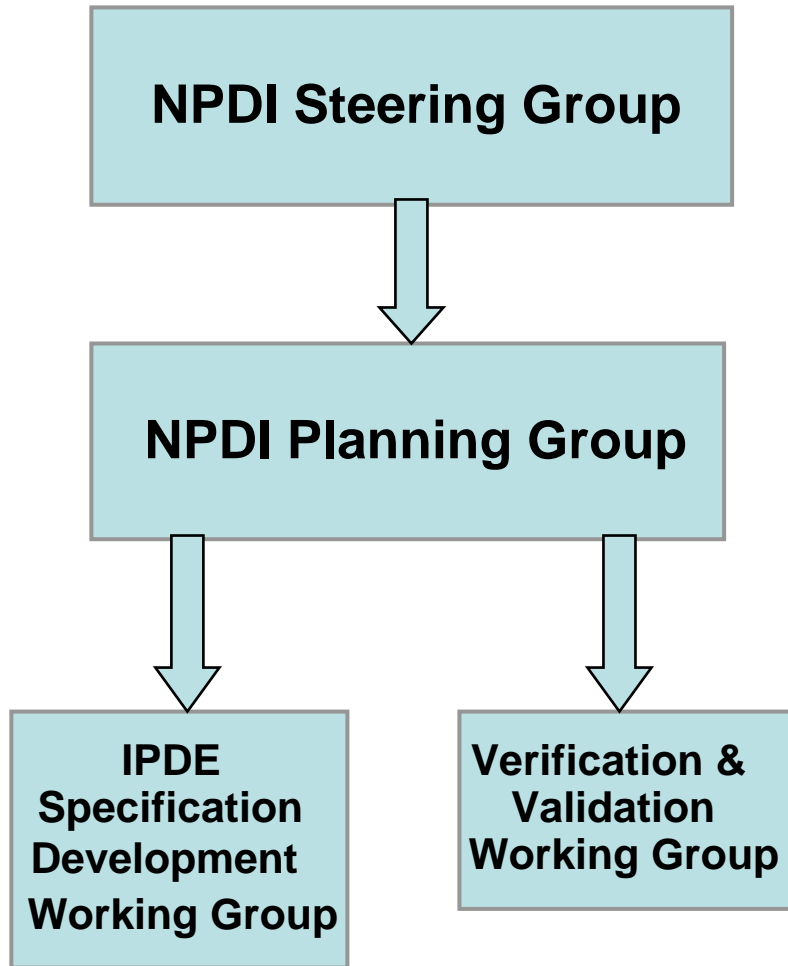 NPDI Steering Group
NPDI Planning Group
IPDE
Specification
Development
Working Group
Verification &
Validation
Working Group